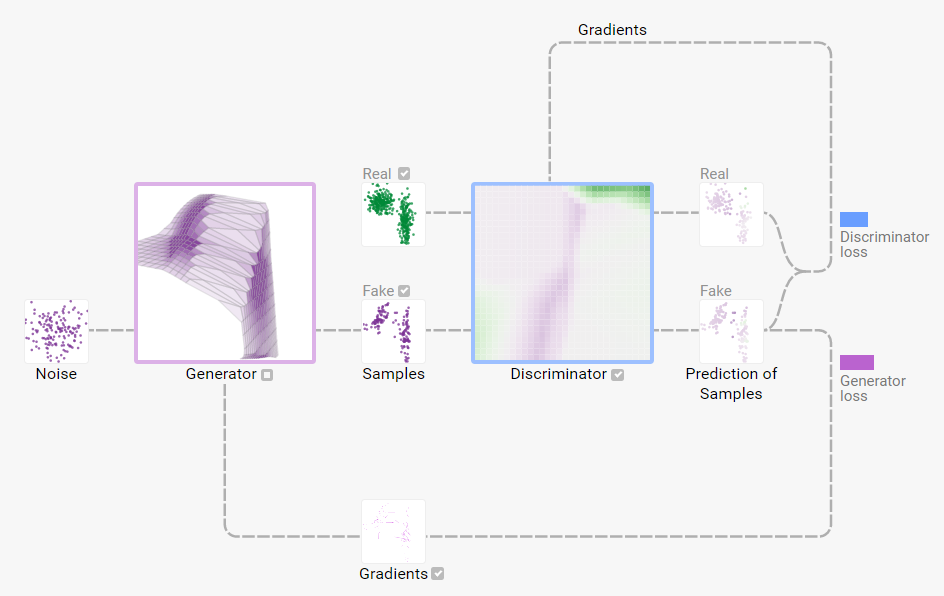 Gradients
Real
Real
Discriminator
loss
Fake
Fake
Noise
Generator
Samples
Discriminator
Prediction of
Samples
Generator
loss
Gradients